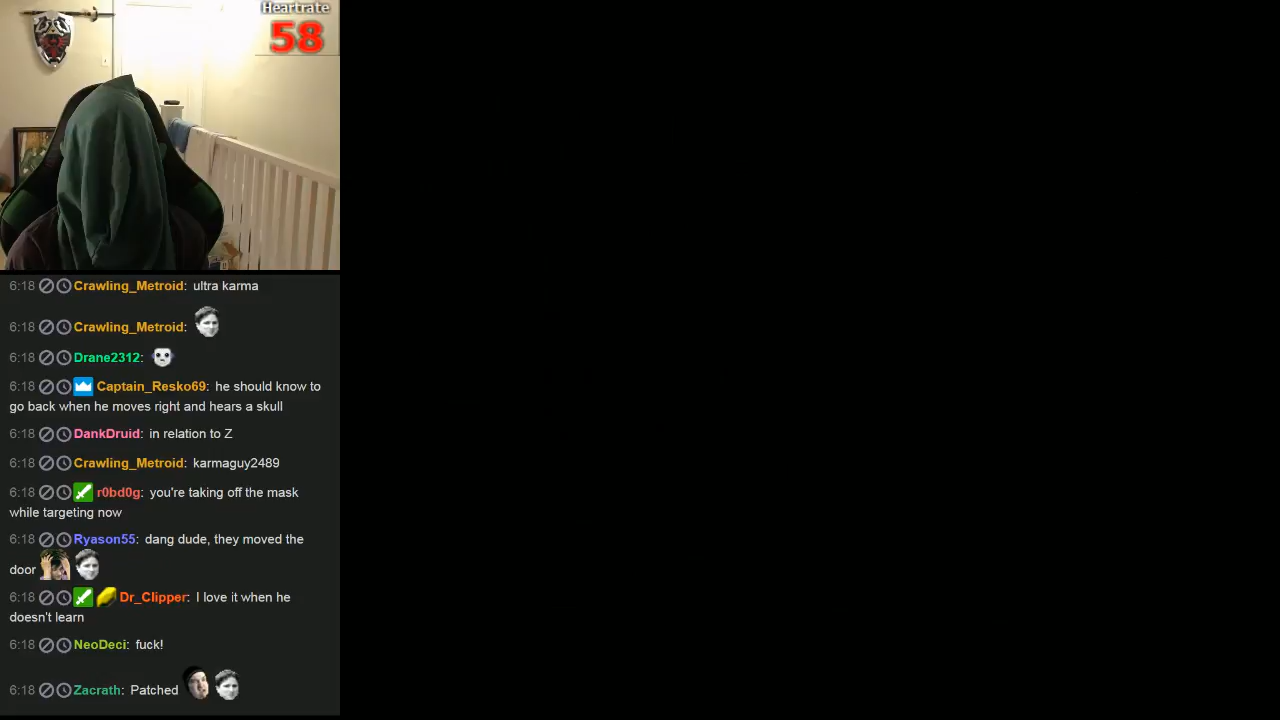 Heartrate
58
6:18 Crawling_Metroid: ultra karma
6:18 Crawling_Metroid:
6:18 Drane2312:
6:18 Captain_Resko69: he should know to
go back when he moves right and hears a skull
6:18 DankDruid: in relation to Z
6:18 Crawling_Metroid: karmaguy2489
6:18 r0bd0g: you're taking off the mask
while targeting now
6:18 Ryason55: dang dude, they moved the
door
6:18 Dr_Clipper: I love it when he
doesn't learn
6:18 NeoDeci: fuck!
6:18 Zacrath: Patched